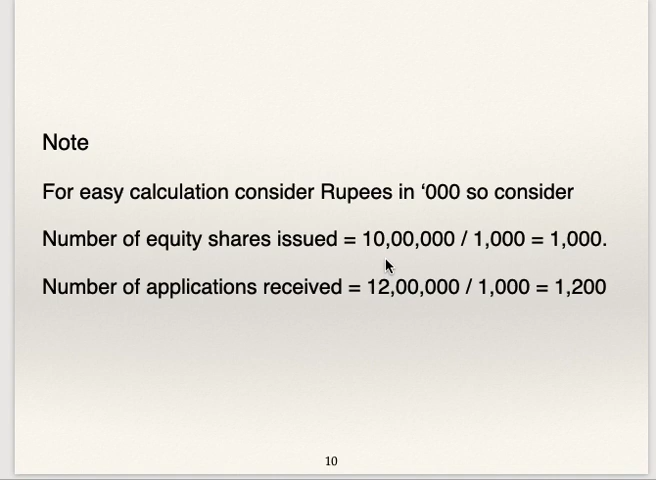 Note
For easy calculation consider Rupees in ‘000 so consider
Number of equity shares issued = 10,00,000 / 1,000 = 1,000.
Number of applications received = 12,00,000 / 1,000 = 1,200
10